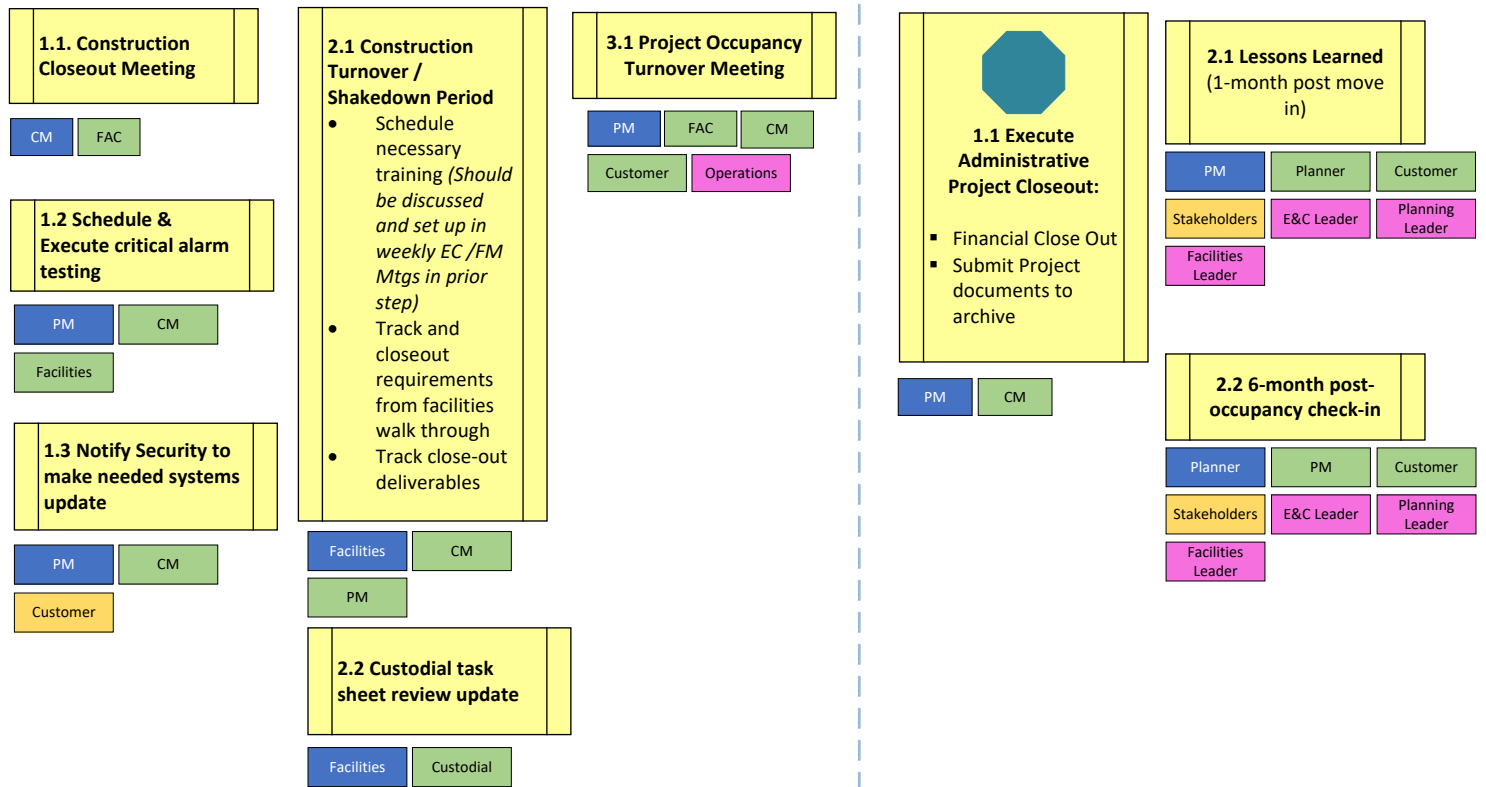 1.1. Construction
Closeout Meeting
CM
FAC
1.2 Schedule &
Execute critical alarm
testing
PM
CM
Facilities
1.3 Notify Security to
make needed systems
update
PM
CM
Customer
2.1 Construction
Turnover /
Shakedown Period
• Schedule
necessary
training (Should
be discussed
and set up in
weekly EC /FM
Mtgs in prior
step)
• Track and
closeout
requirements
from facilities
walk through
• Track close-out
deliverables
Facilities
CM
PM
2.2 Custodial task
sheet review update
Facilities
Custodial
3.1 Project Occupancy
Turnover Meeting
PM
FAC
CM
Customer
Operations
1.1 Execute
Administrative
Project Closeout:
▪ Financial Close Out
▪ Submit Project
documents to
archive
PM
CM
2.1 Lessons Learned
(1-month post move
in)
PM
Planner
Customer
Stakeholders
E&C Leader
Planning
Leader
Facilities
Leader
2.2 6-month post-
occupancy check-in
Planner
PM
Customer
Stakeholders
E&C Leader
Planning
Leader
Facilities
Leader